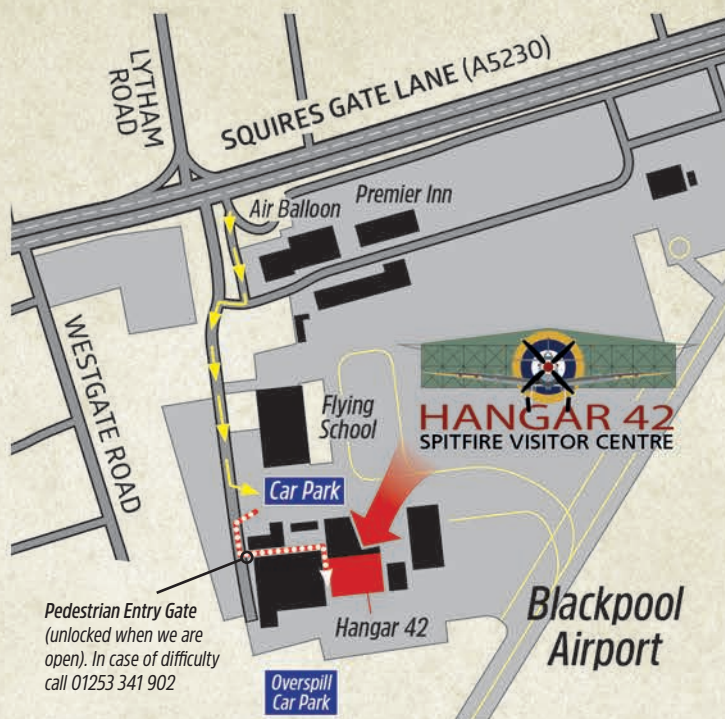 LYTHAM
ROAD
SQUIRES GATE LANE (A5230)
Air Balloon
Premier Inn
WESTGATE ROAD
HANGAR 42
SPITFIRE VISITOR CENTRE
Flying
School
Car Park
Pedestrian Entry Gate
(unlocked when we are
open). In case of difficulty
call 01253 341 902
Hangar 42
Blackpool
Airport
Overspill
Car Park